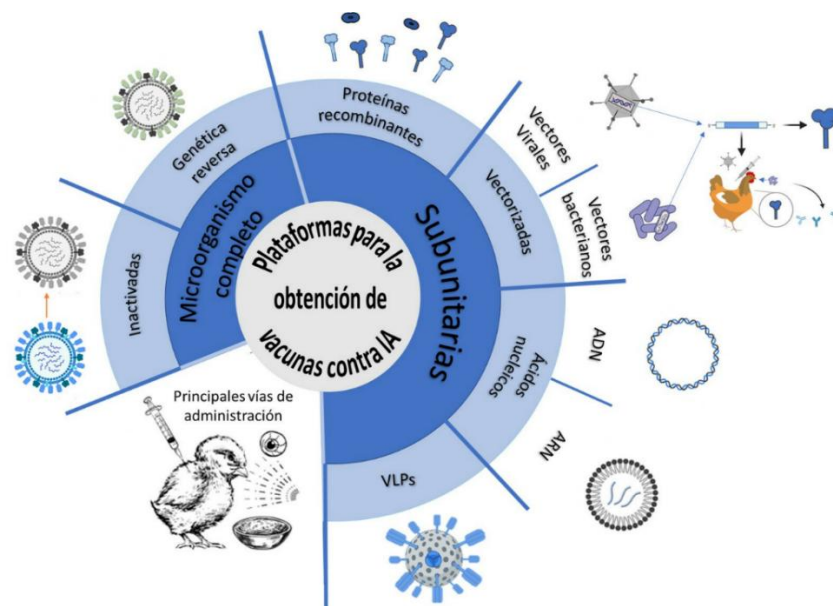 Plataformas para la
obtención de
vacunas contra IA
Microorganismo
completo
Inactivadas
Genética
reversa
Subunitarias
Proteínas
recombinantes
Vectorizadas
Vectores
Virales
Vectores
bacterianos
Ácidos
nucleicos
ADN
ARN
VLPs
Principales vías de
administración